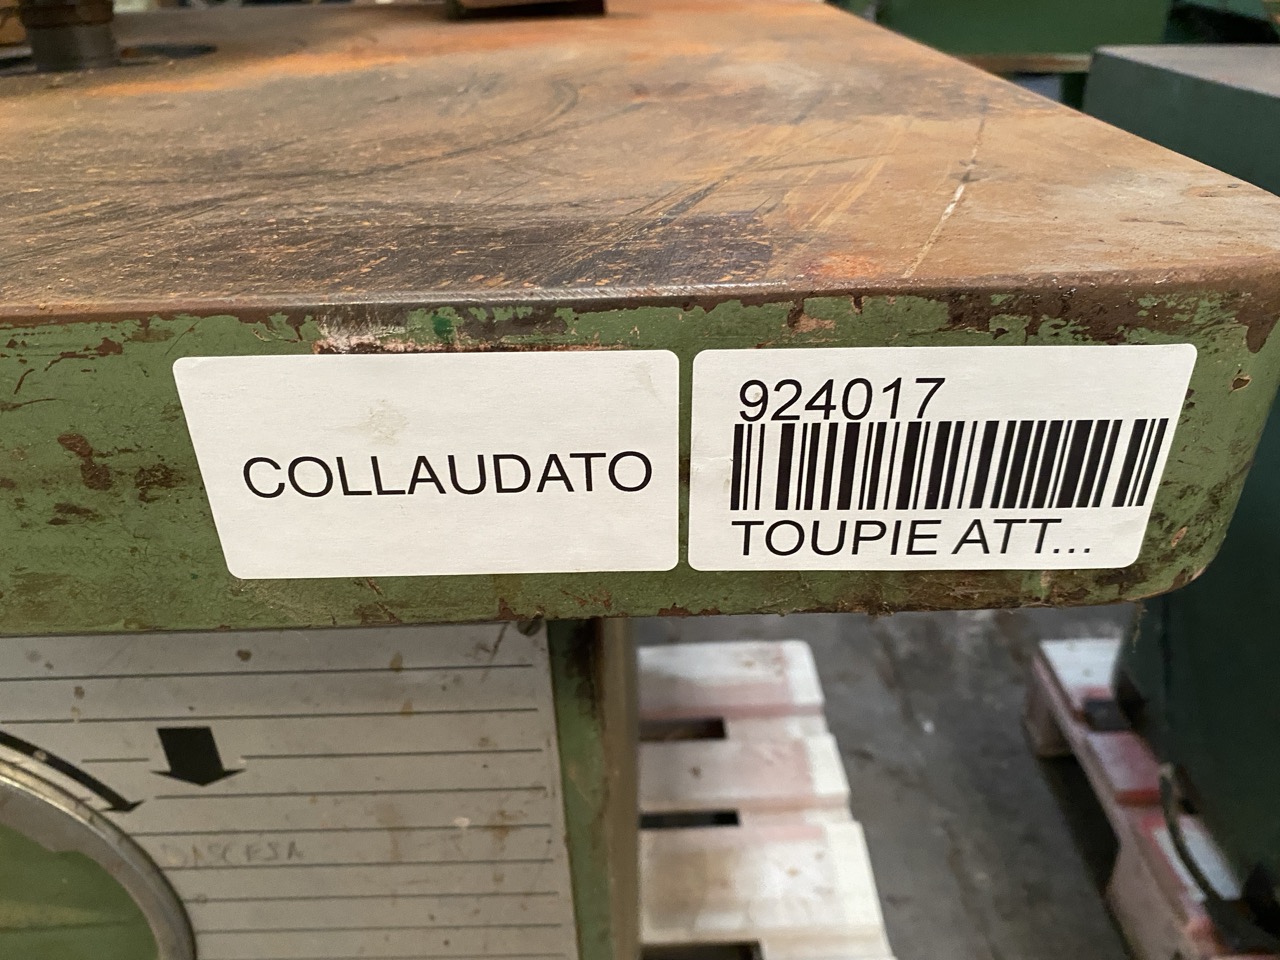 COLLAUDATO
924017
TOUPIE ATT...